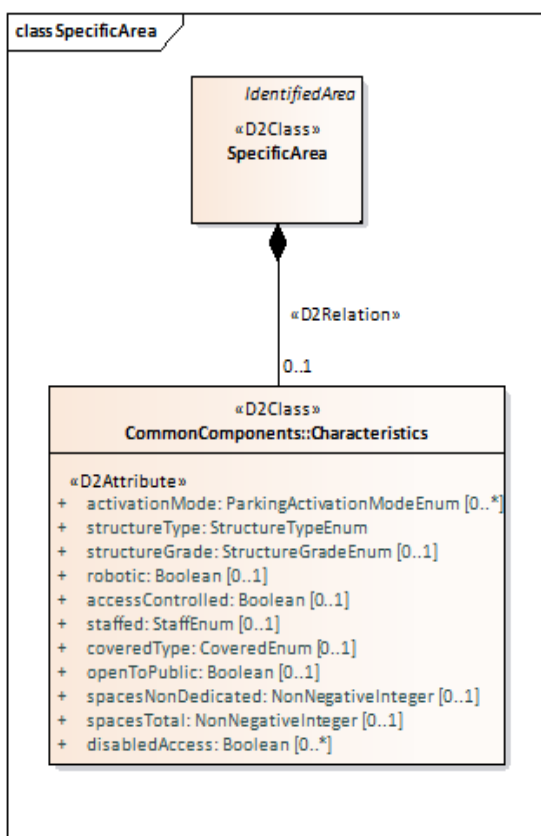 class SpecificArea
IdentifiedArea
«D2Class»
SpecificArea
«D2Relation»
0..1
«D2Class»
CommonComponents::Characteristics
«D2Attribute»
+ activationMode: ParkingActivationModeEnum [0..*]
+ structureType: StructureTypeEnum
+ structureGrade: StructureGradeEnum [0..1]
+ robotic: Boolean [0..1]
+ accessControlled: Boolean [0..1]
+ staffed: StaffEnum [0..1]
+ coveredType: CoveredEnum [0..1]
+ openToPublic: Boolean [0..1]
+ spacesNonDedicated: NonNegativeInteger [0..1]
+ spacesTotal: NonNegativeInteger [0..1]
+ disabledAccess: Boolean [0..*]